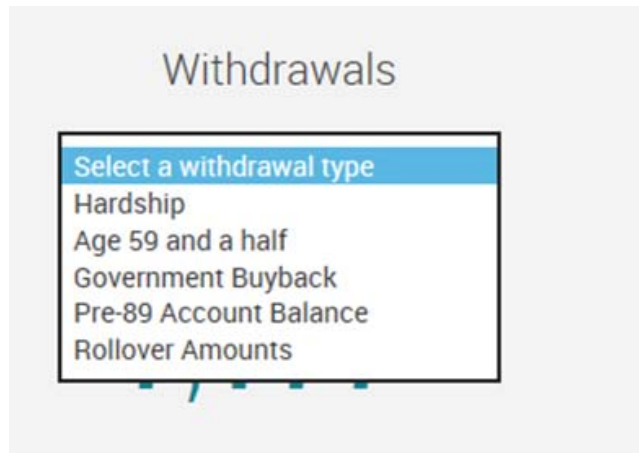 Withdrawals
Select a withdrawal type
Hardship
Age 59 and a half
Government Buyback
Pre-89 Account Balance
Rollover Amounts